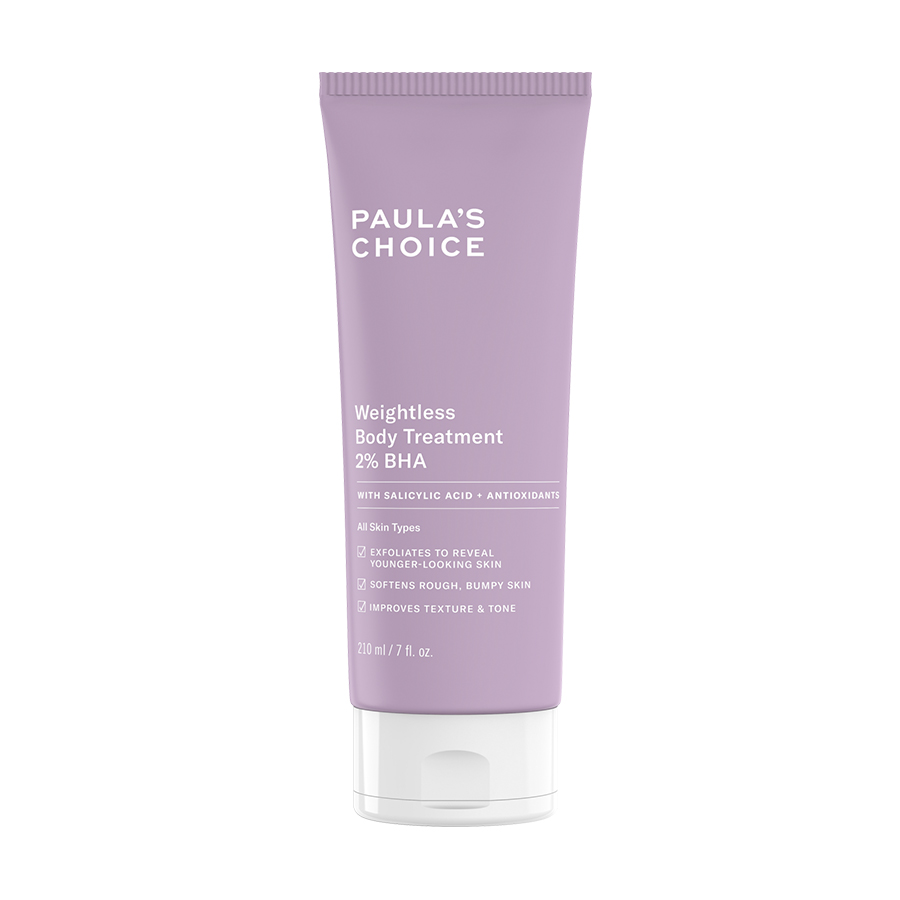 PAULA'S
CHOICE
Weightless
Body Treatment
2% BHA
WITH SALICYLIC ACID + ANTIOXIDANTS
All Skin Types
☑ EXFOLIATES TO REVEAL
YOUNGER-LOOKING SKIN
☑ SOFTENS ROUGH, BUMPY SKIN
☑ IMPROVES TEXTURE & TONE
210 ml / 7 fl. oz.